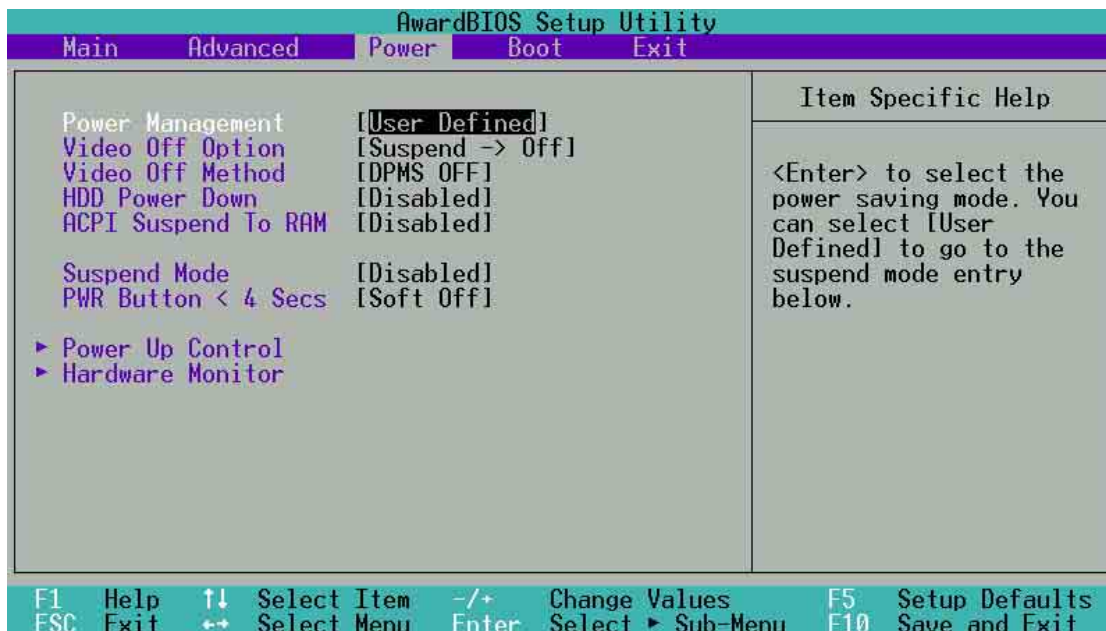 AwardBIOS Setup Utility
Main Advanced Power Boot Exit
Power Management [User Defined]
Video Off Option [Suspend -> Off]
Video Off Method [DPMS OFF]
HDD Power Down [Disabled]
ACPI Suspend To RAM [Disabled]
Suspend Mode [Disabled]
PWR Button < 4 Secs [Soft Off]
► Power Up Control
► Hardware Monitor
Item Specific Help
<Enter> to select the
power saving mode. You
can select [User
Defined] to go to the
suspend mode entry
below.
F1 Help ↑↓ Select Item -/+ Change Values F5 Setup Defaults
ESC Exit ←→ Select Menu Enter Select ► Sub-Menu F10 Save and Exit